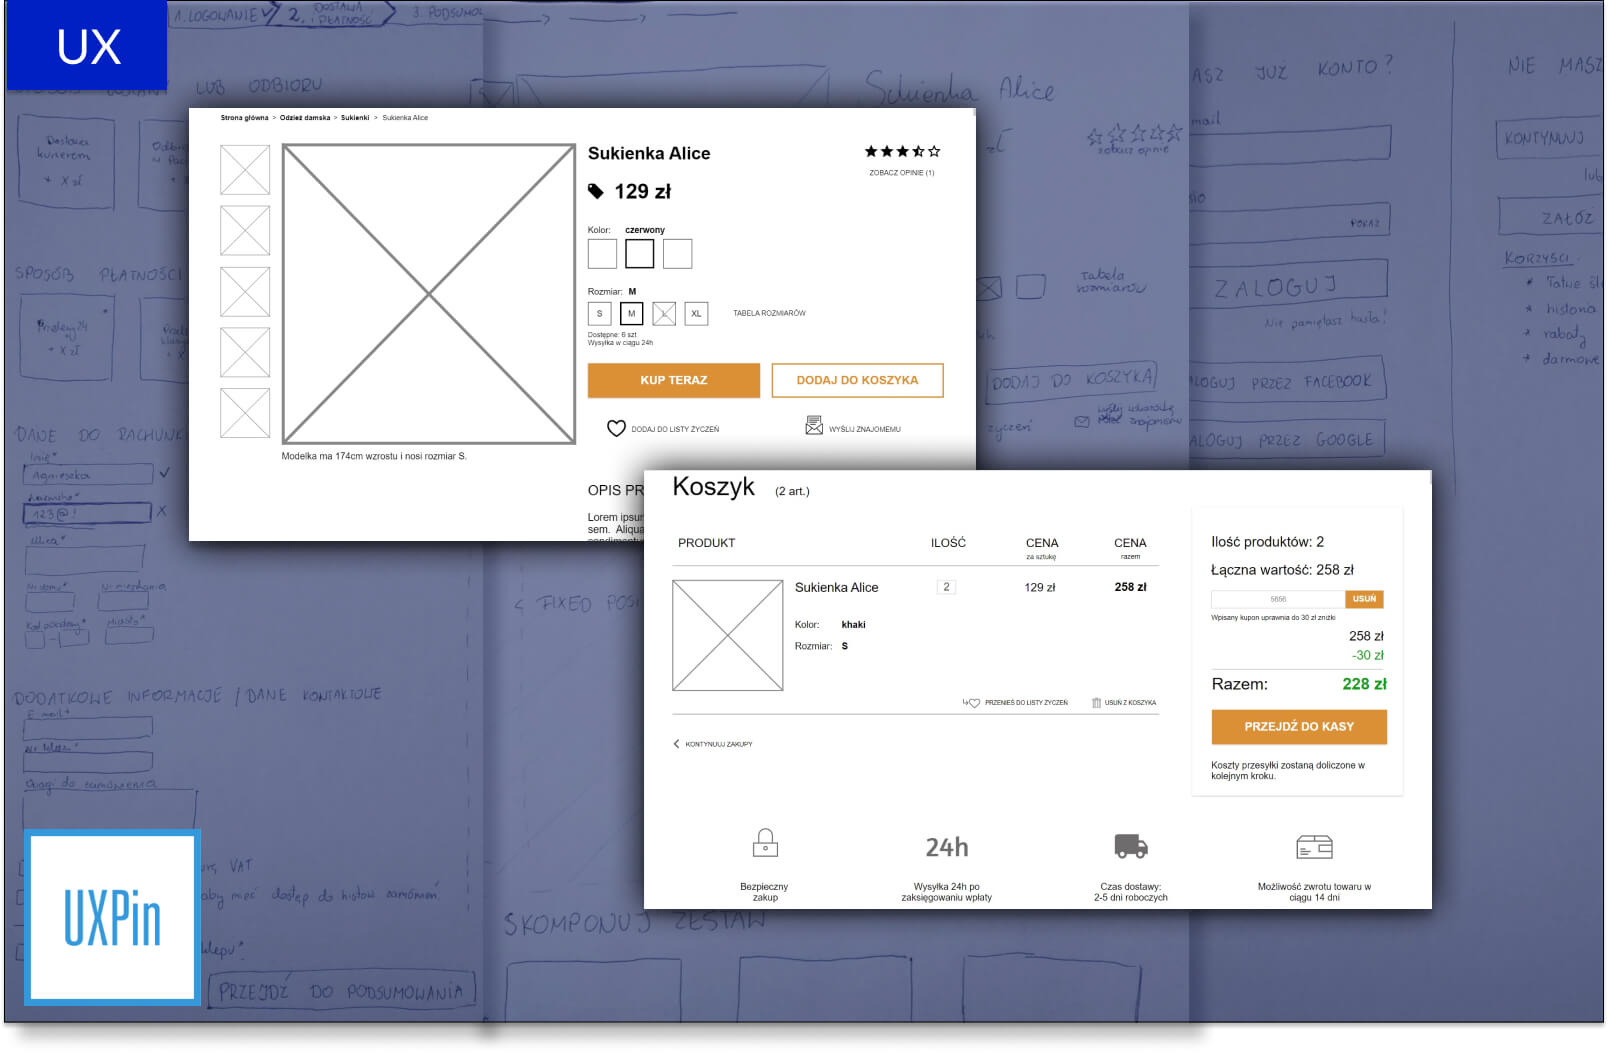 UX
1. LOGOWANIE
2. DOSTAWA
i PŁATNOŚĆ
3. PODSUMO
LUB ODBIORU
Dostawa
kurierem
+ X zł
SPOSÓB PŁATNOŚCI
Przelewy24
+ X zł
DANE DO RACHUNK
Imię*
Agnieszka
Nazwisko*
123@!
X
Ulica*
Nr domu*
Nr mieszkania
Kod pocztowy*
Miasto*
DODATKOWE INFORMACJE / DANE KONTAKTOWE
E-mail*
Uwagi do zamówienia
VAT
aby mieć dostęp do historii zamówień.
PRZEJDŹ DO PODSUMOWANIA
UXPin
Strona główna > Odzież damska > Sukienki > Sukienka Alice
Sukienka Alice
ZOBACZ OPINIE (1)
129 zł
Kolor: czerwony
Rozmiar: M
S M L XL
TABELA ROZMIARÓW
Dostępne: 6 szt
Wysyłka w ciągu 24h
KUP TERAZ
DODAJ DO KOSZYKA
DODAJ DO LISTY ŻYCZEŃ
WYŚLIJ ZNAJOMEMU
Modelka ma 174cm wzrostu i nosi rozmiar S.
OPIS PR
Lorem ipsur
sem. Aliqua
Sukienka Alice
zł
zobacz opinie
Tabela
rozmiarów
DODAJ DO KOSZYKA
życzeń
znajomemu
< FIXED POSI
SKOMPONUJ ZESTAW
ASZ JUŻ KONTO?
mail
POKAŻ
ZALOGUJ
Nie pamiętasz hasła?
ALOGUJ PRZEZ FACEBOOK
ALOGUJ PRZEZ GOOGLE
NIE MASZ
KONTYNUUJ
lub
ZAŁÓŻ
KORZYŚCI:
* historia
* rabaty
* darmowe
Koszyk (2 art.)
PRODUKT
ILOŚĆ
CENA
za sztukę
CENA
razem
Sukienka Alice
2
129 zł
258 zł
Kolor: khaki
Rozmiar: S
PRZENIEŚ DO LISTY ŻYCZEŃ
USUŃ Z KOSZYKA
KONTYNUUJ ZAKUPY
Ilość produktów: 2
Łączna wartość: 258 zł
5656
USUŃ
Wpisany kupon uprawnia do 30 zł zniżki
258 zł
-30 zł
Razem: 228 zł
PRZEJDŹ DO KASY
Koszty przesyłki zostaną doliczone w
kolejnym kroku.
Bezpieczny
zakup
24h
Wysyłka 24h po
zaksięgowaniu wpłaty
Czas dostawy:
2-5 dni roboczych
Możliwość zwrotu towaru w
ciągu 14 dni